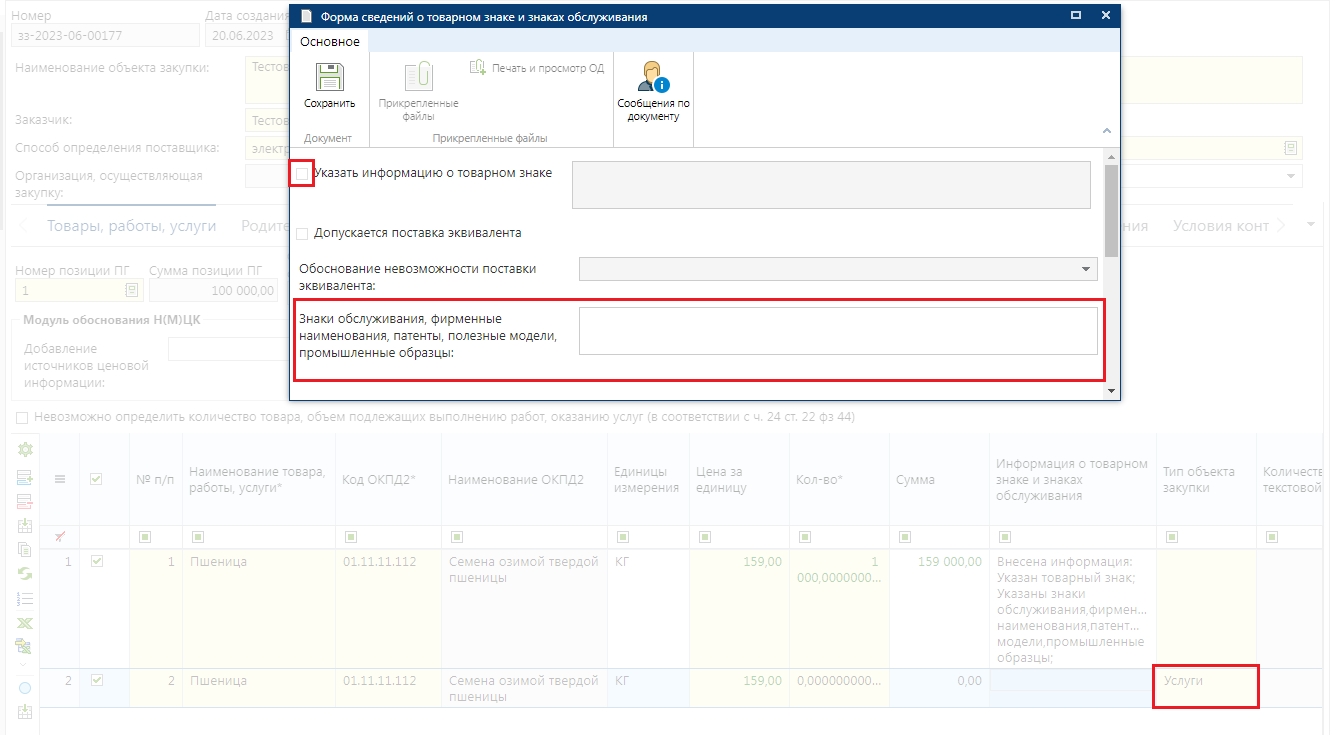 Номер
Дата создания
зз-2023-06-00177
20.06.2023
Наименование объекта закупки:
Тестов
Заказчик:
Тестов
Способ определения поставщика:
электр
Организация, осуществляющая
закупку:
Форма сведений о товарном знаке и знаках обслуживания
Основное
Сохранить
Документ
Прикрепленные
файлы
Печать и просмотр ОД
Прикрепленные файлы
Сообщения по
документу
Указать информацию о товарном знаке
Допускается поставка эквивалента
Обоснование невозможности поставки
эквивалента:
Знаки обслуживания, фирменные
наименования, патенты, полезные модели,
промышленные образцы:
Товары, работы, услуги
Родите
ния
Условия конт
Номер позиции ПГ
Сумма позиции ПГ
1
100 000,00
Модуль обоснования Н(М)ЦК
Добавление
источников ценовой
информации:
Невозможно определить количество товара, объем подлежащих выполнению работ, оказанию услуг (в соответствии с ч. 24 ст. 22 фз 44)
№ п/п
Наименование товара,
работы, услуги*
Код ОКПД2*
Наименование ОКПД2
Единицы
измерения
Цена за
единицу
Кол-во*
Сумма
Информация о товарном
знаке и знаках
обслуживания
Тип объекта
закупки
Количеств
текстовой
1
1
Пшеница
01.11.11.112
Семена озимой твердой
пшеницы
КГ
159,00
1
000,0000000...
159 000,00
Внесена информация:
Указан товарный знак;
Указаны знаки
обслуживания,фирмен...
наименования,патент...
модели,промышленные
образцы;
2
2
Пшеница
01.11.11.112
Семена озимой твердой
пшеницы
КГ
159,00
0,000000000...
0,00
Услуги